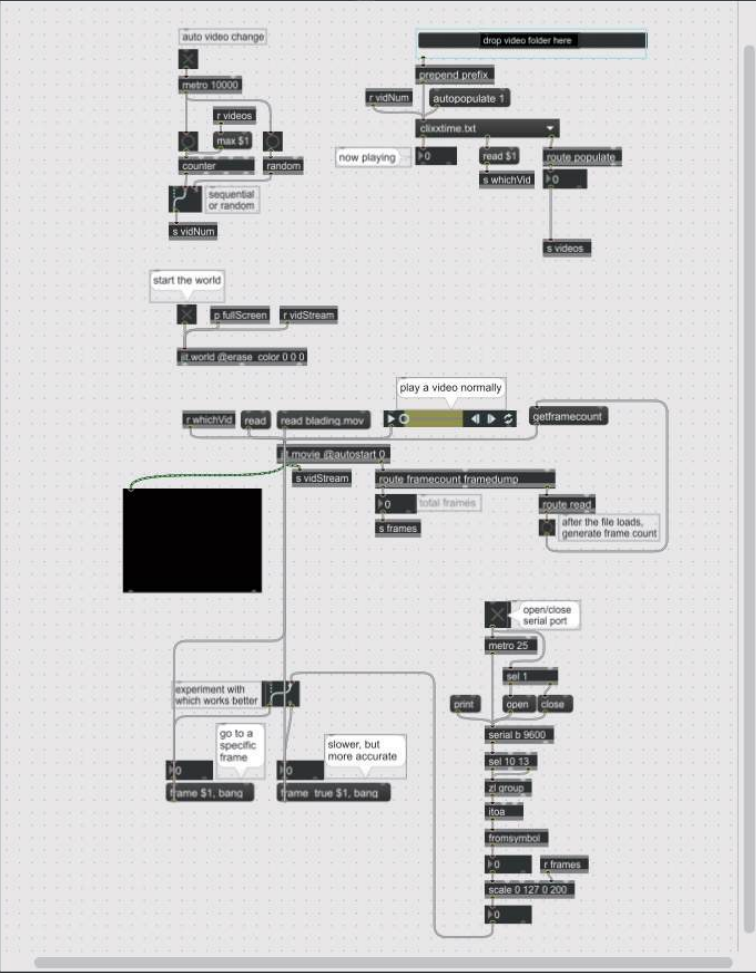 auto video change
metro 10000
r videos
max $1
counter
random
sequential
or random
s vidNum
drop video folder here
prepend prefix
r vidNum
autopopulate 1
clixxtime.txt
now playing
0
read $1
route populate
s whichVid
0
s videos
start the world
p fullScreen
r vidStream
jit.world @erase_color 0 0 0
play a video normally
r whichVid
read
read blading.mov
getframecount
jit.movie @autostart 0
s vidStream
route framecount framedump
0
total frames
route read
s frames
after the file loads,
generate frame count
open/close
serial port
metro 25
sel 1
print
open
close
serial b 9600
sel 10 13
zl group
itoa
fromsymbol
0
r frames
scale 0 127 0 200
0
experiment with
which works better
go to a
specific
frame
slower, but
more accurate
0
0
frame $1, bang
frame_true $1, bang